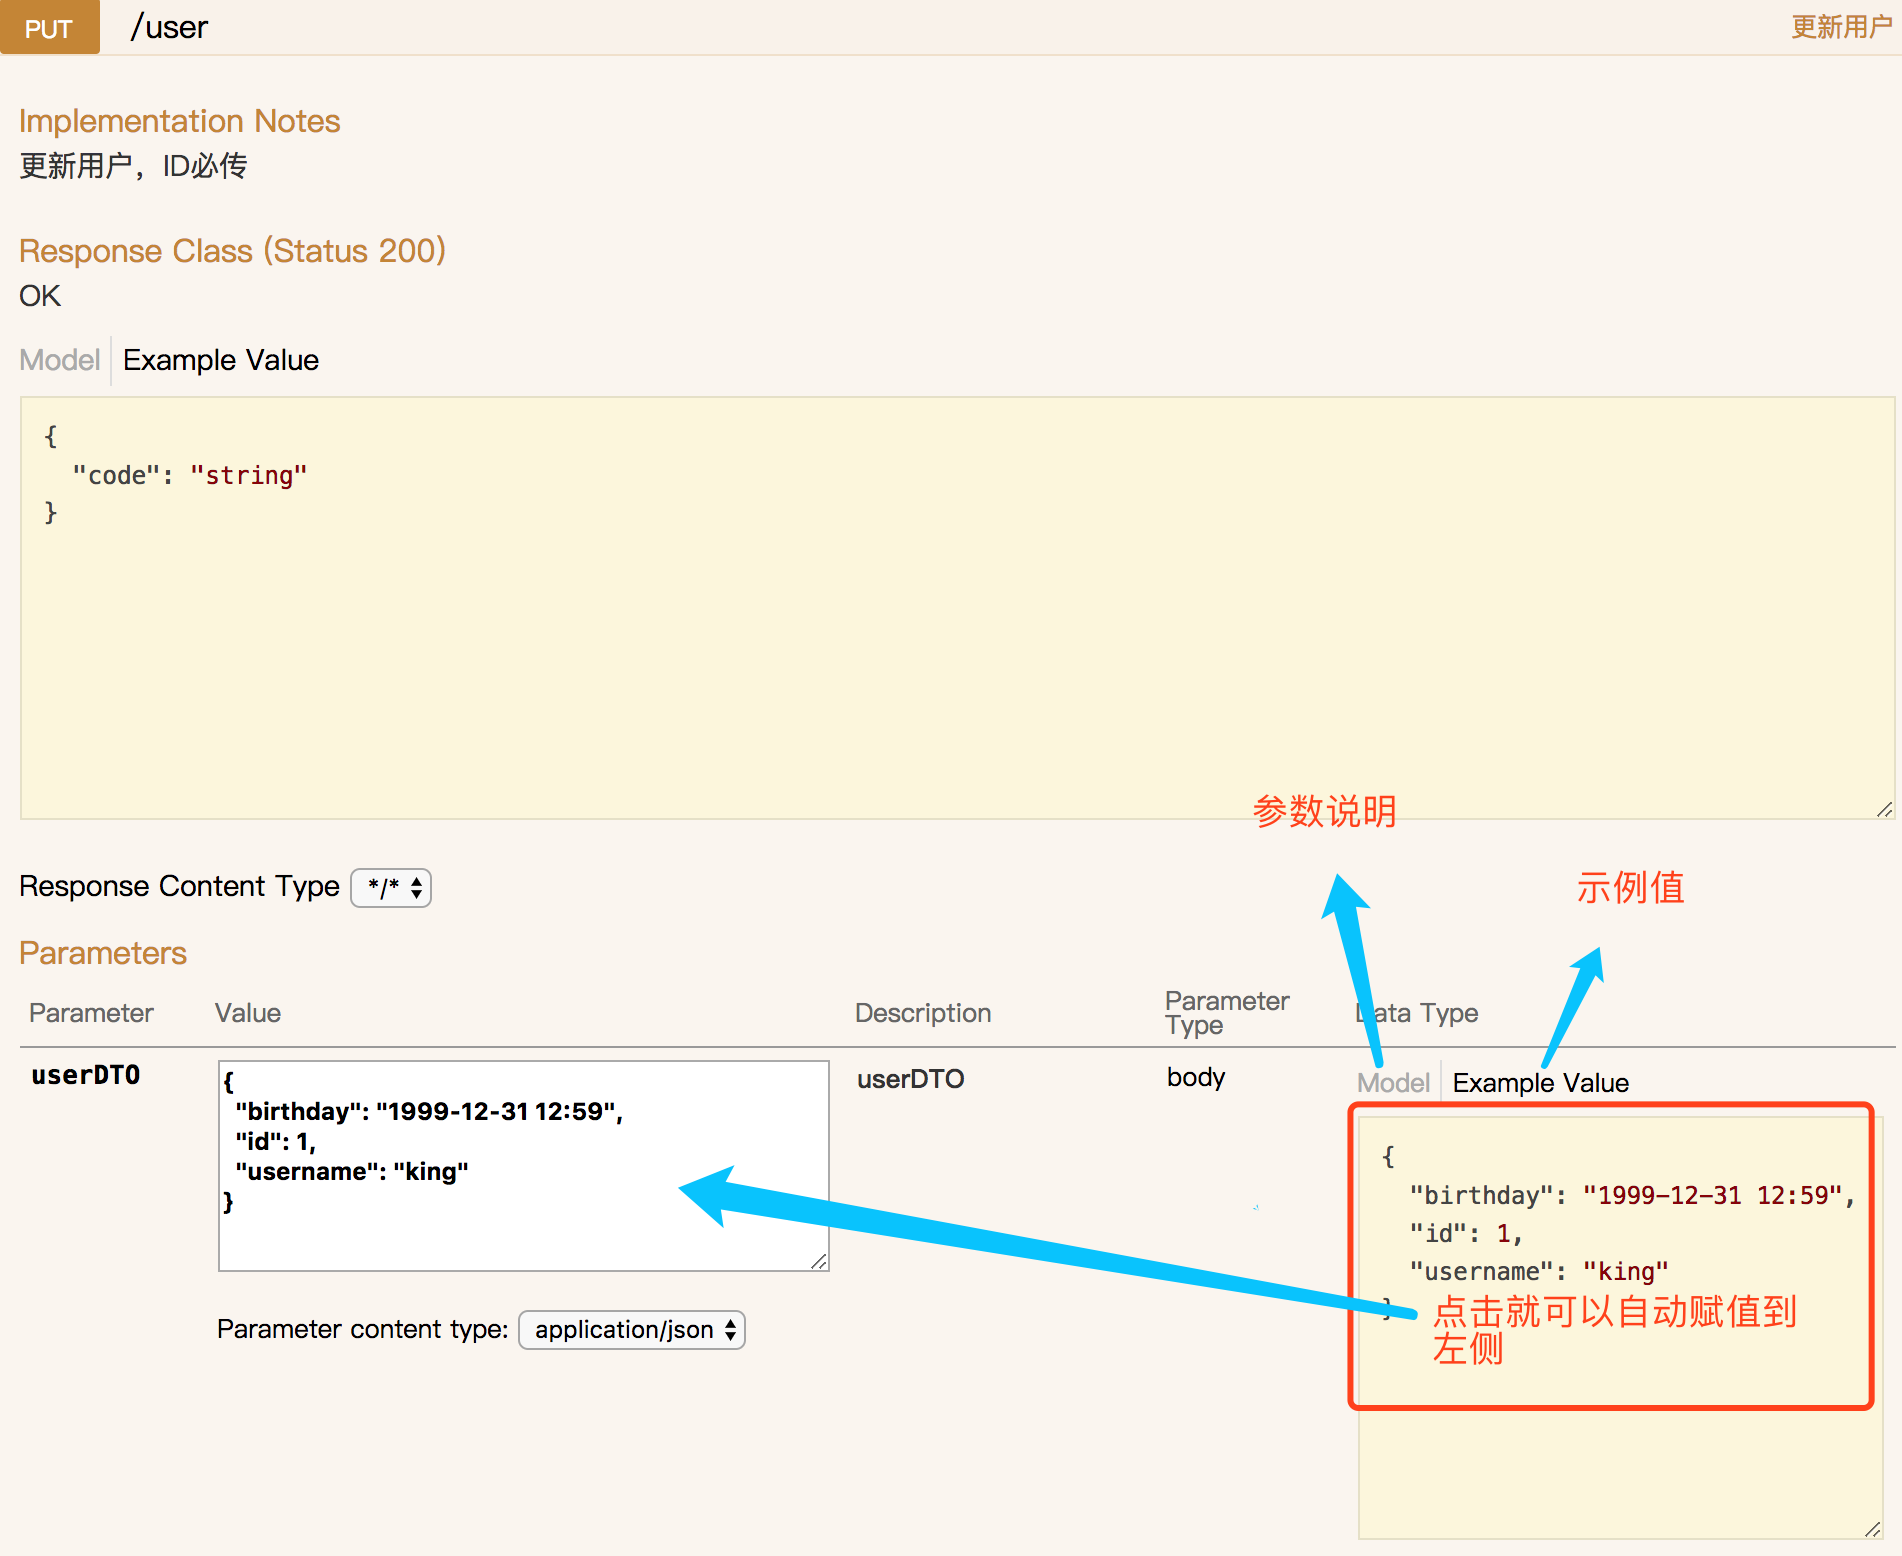 PUT /user 更新用户
Implementation Notes
更新用户，ID必传
Response Class (Status 200)
OK
Model Example Value
{
"code": "string"
}
参数说明
Response Content Type */*
示例值
Parameters
Parameter Value Description Parameter Type Data Type
userDTO
{
"birthday": "1999-12-31 12:59",
"id": 1,
"username": "king"
}
Parameter content type: application/json
userDTO
body
Model Example Value
{
"birthday": "1999-12-31 12:59",
"id": 1,
"username": "king"
}
点击就可以自动赋值到
左侧